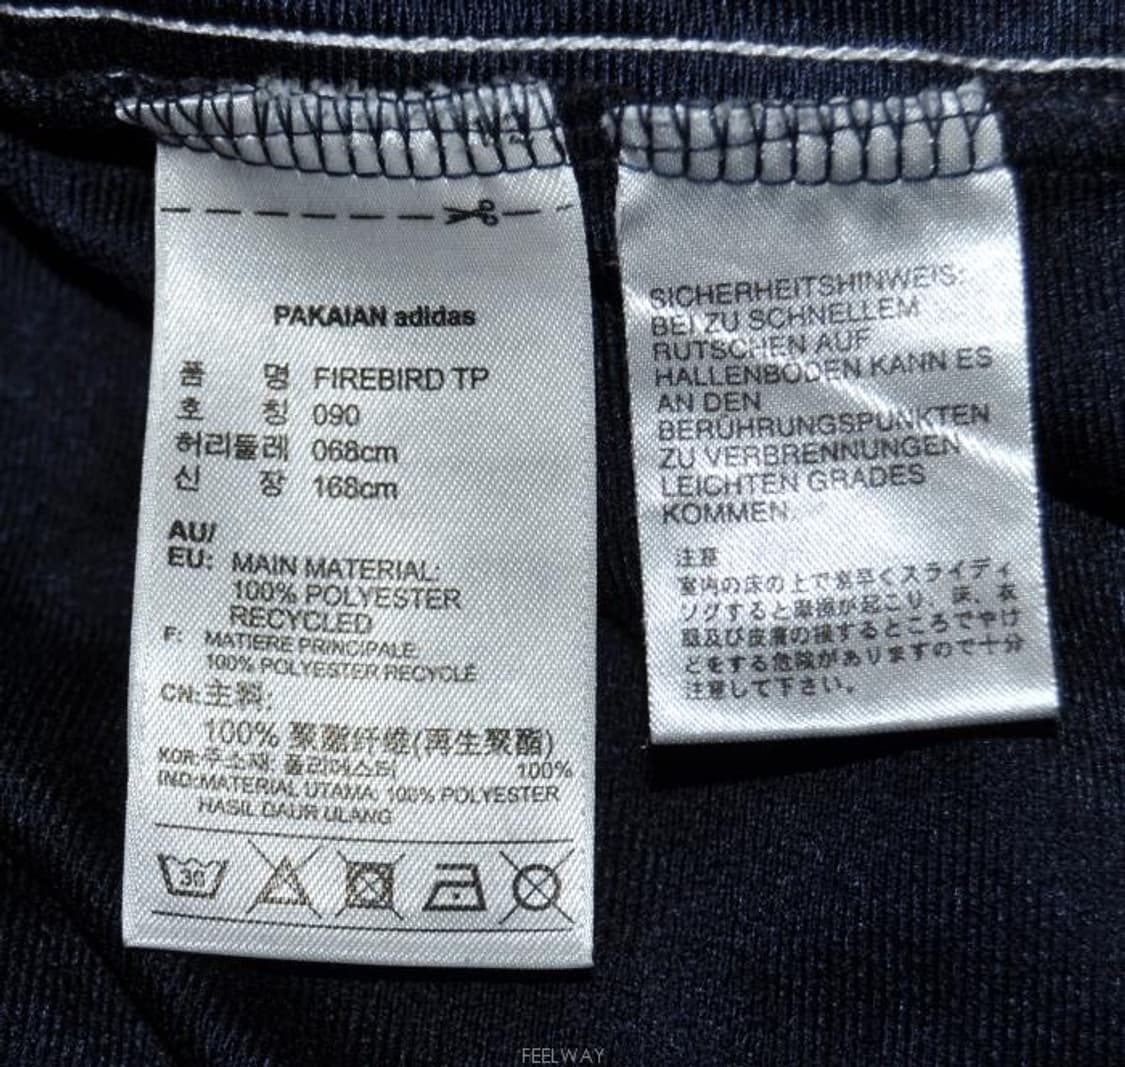 PAKAIAN adidas
품 명 FIREBIRD TP
호 칭 090
허리둘레 068cm
신 장 168cm
AU/
EU: MAIN MATERIAL:
100% POLYESTER
RECYCLED
F: MATIERE PRINCIPALE:
100% POLYESTER RECYCLÉ
CN:主料:
100% 聚酯纤维(再生聚酯)
KOR:주소재: 폴리에스터 100%
IND:MATERIAL UTAMA: 100% POLYESTER
HASIL DAUR ULANG
30
SICHERHEITSHINWEIS:
BEI ZU SCHNELLEM
RUTSCHEN AUF
HALLENBÖDEN KANN ES
AN DEN
BERÜHRUNGSPUNKTEN
ZU VERBRENNUNGEN
LEICHTEN GRADES
KOMMEN.
注意
室内の床の上で素早くスライディ
ングすると摩擦が起こり、床、衣
服及び皮膚の接するところでやけ
どをする危険がありますので十分
注意して下さい。
FEELWAY